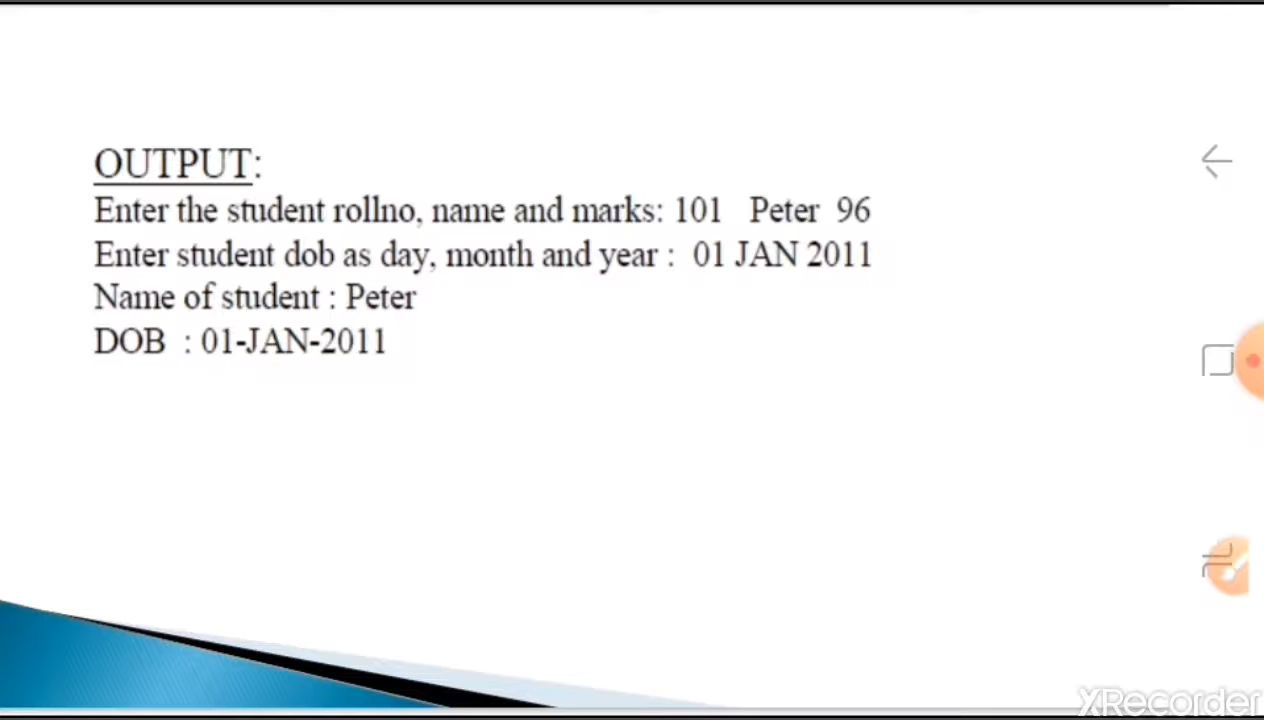 OUTPUT:
Enter the student rollno, name and marks: 101 Peter 96
Enter student dob as day, month and year : 01 JAN 2011
Name of student : Peter
DOB : 01-JAN-2011
XRecorder